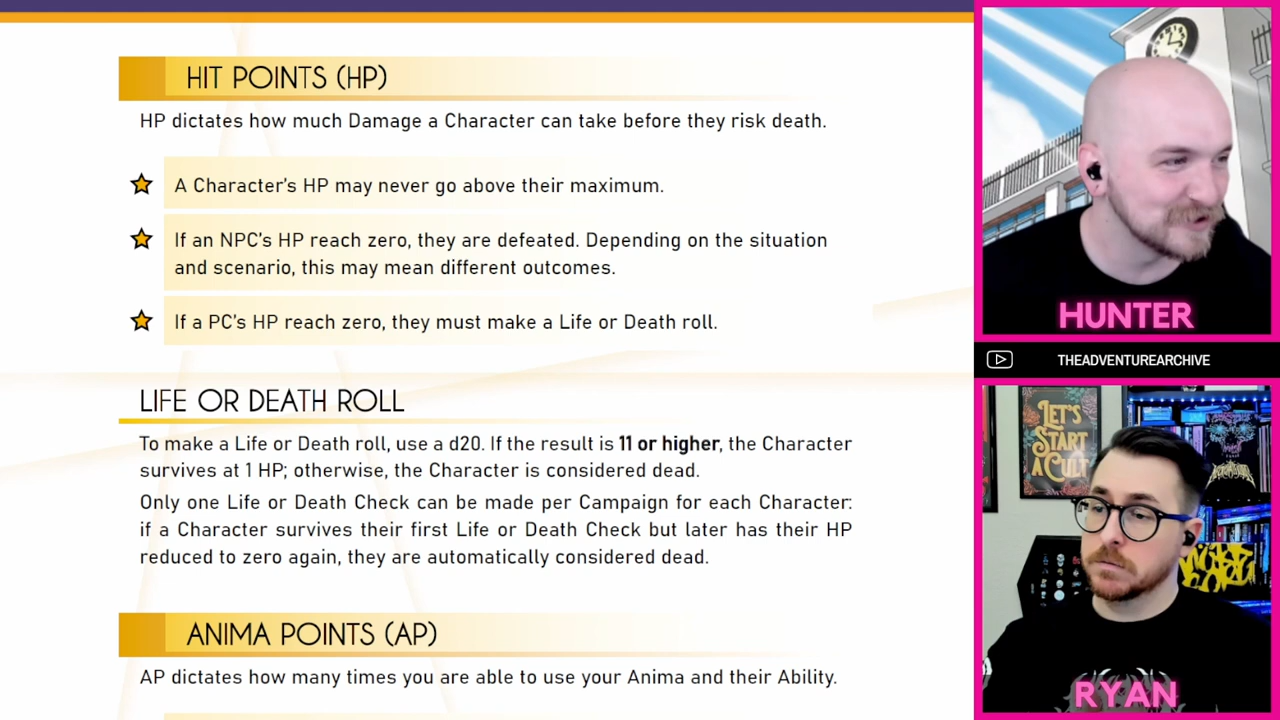 HIT POINTS (HP)
HP dictates how much Damage a Character can take before they risk death.
A Character's HP may never go above their maximum.
If an NPC's HP reach zero, they are defeated. Depending on the situation
and scenario, this may mean different outcomes.
If a PC's HP reach zero, they must make a Life or Death roll.
LIFE OR DEATH ROLL
To make a Life or Death roll, use a d20. If the result is 11 or higher, the Character
survives at 1 HP; otherwise, the Character is considered dead.
Only one Life or Death Check can be made per Campaign for each Character:
if a Character survives their first Life or Death Check but later has their HP
reduced to zero again, they are automatically considered dead.
ANIMA POINTS (AP)
AP dictates how many times you are able to use your Anima and their Ability.
HUNTER
THEADVENTUREARCHIVE
LET'S
START
A CULT
RYAN